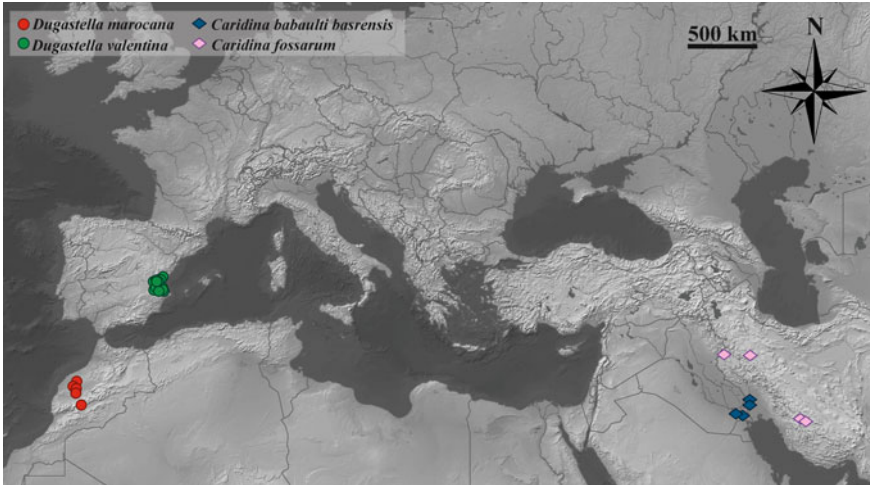 Dugastella marocana
Dugastella valentina
Caridina babaulti basrensis
Caridina fossarum
500 km
N